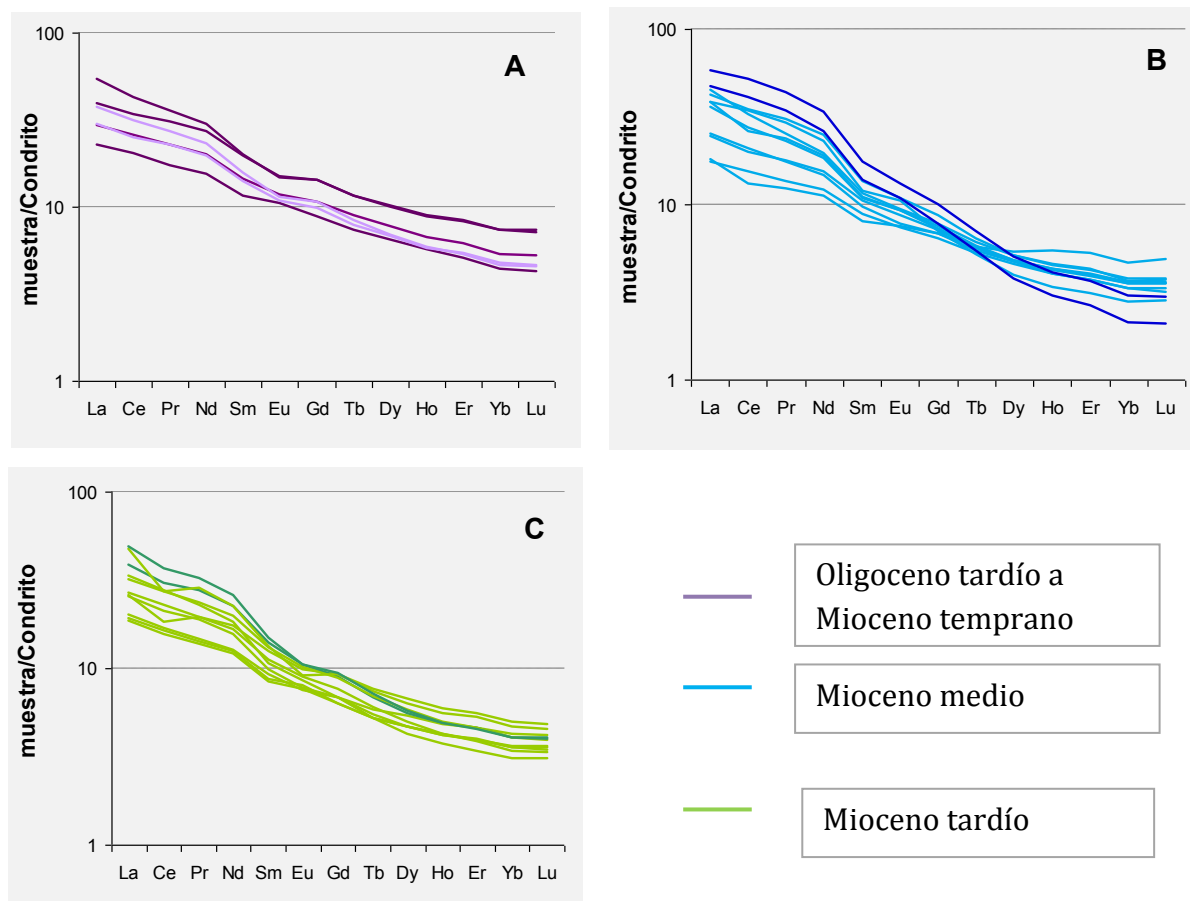 A
muestra/Condrito
100
10
1
La Ce Pr Nd Sm Eu Gd Tb Dy Ho Er Yb Lu
B
muestra/Condrito
100
10
1
La Ce Pr Nd Sm Eu Gd Tb Dy Ho Er Yb Lu
C
muestra/Condrito
100
10
1
La Ce Pr Nd Sm Eu Gd Tb Dy Ho Er Yb Lu
Oligoceno tardío a
Mioceno temprano
Mioceno medio
Mioceno tardío